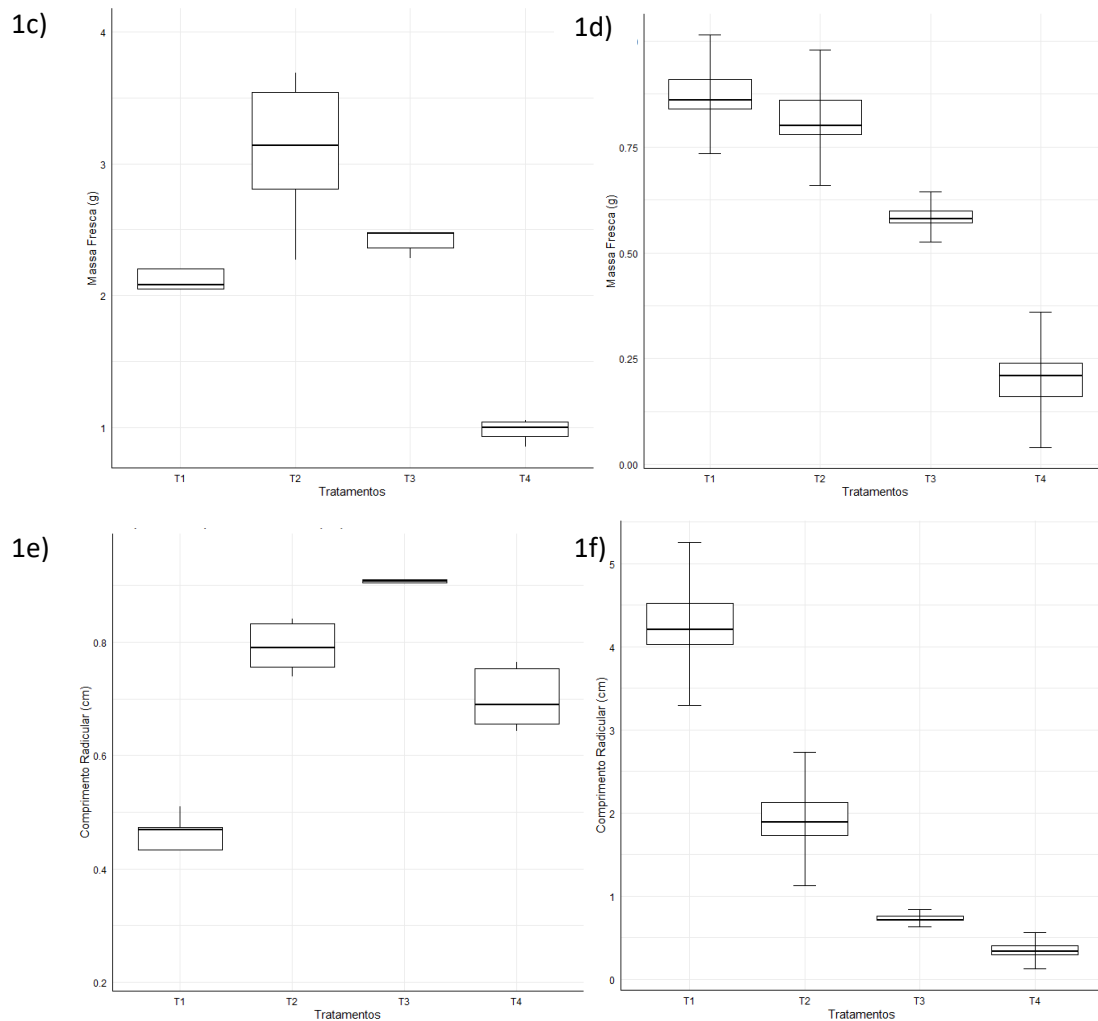 1c)
Massa Fresca (g)
4
3
2
1
T1 T2 T3 T4
Tratamentos
1d)
Massa Fresca (g)
0.75
0.50
0.25
0.00
T1 T2 T3 T4
Tratamentos
1e)
Comprimento Radicular (cm)
0.8
0.6
0.4
0.2
T1 T2 T3 T4
Tratamentos
1f)
Comprimento Radicular (cm)
5
4
3
2
1
0
T1 T2 T3 T4
Tratamentos